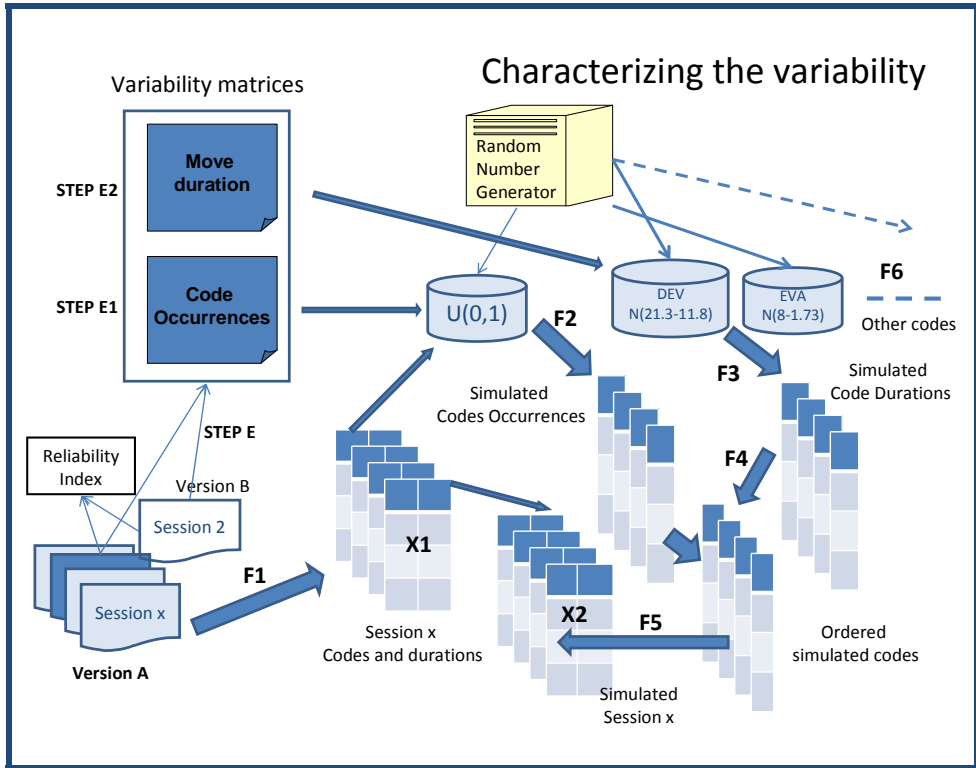 Characterizing the variability
Variability matrices
Move
duration
STEP E2
Code
Occurrences
STEP E1
Random
Number
Generator
U(0,1)
DEV
N(21.3-11.8)
EVA
N(8-1.73)
F6
Other codes
F2
F3
Simulated
Codes Occurrences
Simulated
Code Durations
STEP E
Reliability
Index
Version B
Session 2
Session x
Version A
F1
X1
Session x
Codes and durations
F4
X2
F5
Simulated
Session x
Ordered
simulated codes